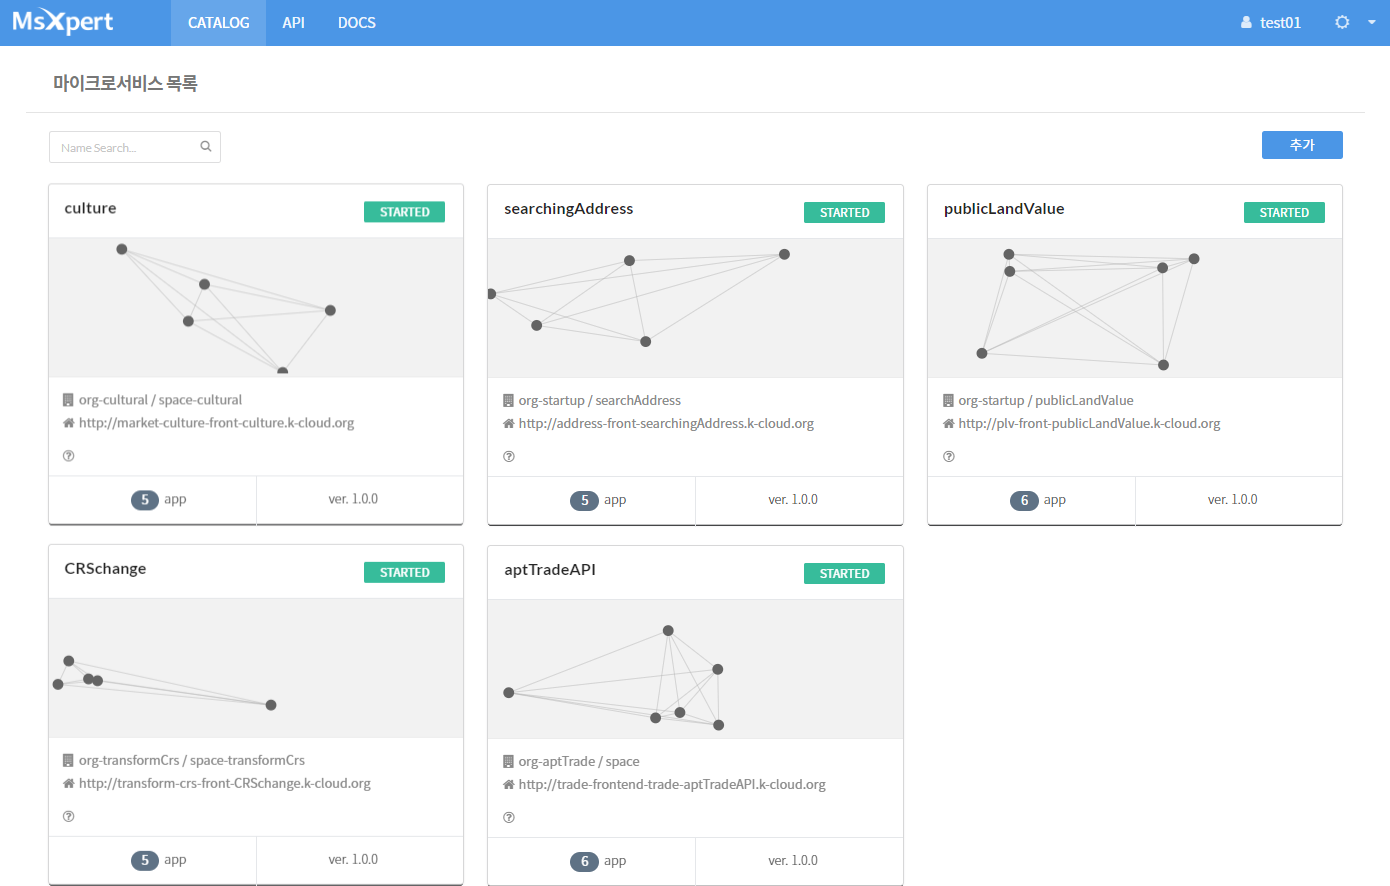 MsXpert
CATALOG API DOCS test01
마이크로서비스 목록
Name Search...
추가
culture STARTED
org-cultural / space-cultural
http://market-culture-front-culture.k-cloud.org
5 app ver. 1.0.0
searchingAddress STARTED
org-startup / searchAddress
http://address-front-searchingAddress.k-cloud.org
5 app ver. 1.0.0
publicLandValue STARTED
org-startup / publicLandValue
http://plv-front-publicLandValue.k-cloud.org
6 app ver. 1.0.0
CRSchange STARTED
org-transformCrs / space-transformCrs
http://transform-crs-front-CRSchange.k-cloud.org
5 app ver. 1.0.0
aptTradeAPI STARTED
org-aptTrade / space
http://trade-frontend-trade-aptTradeAPI.k-cloud.org
6 app ver. 1.0.0